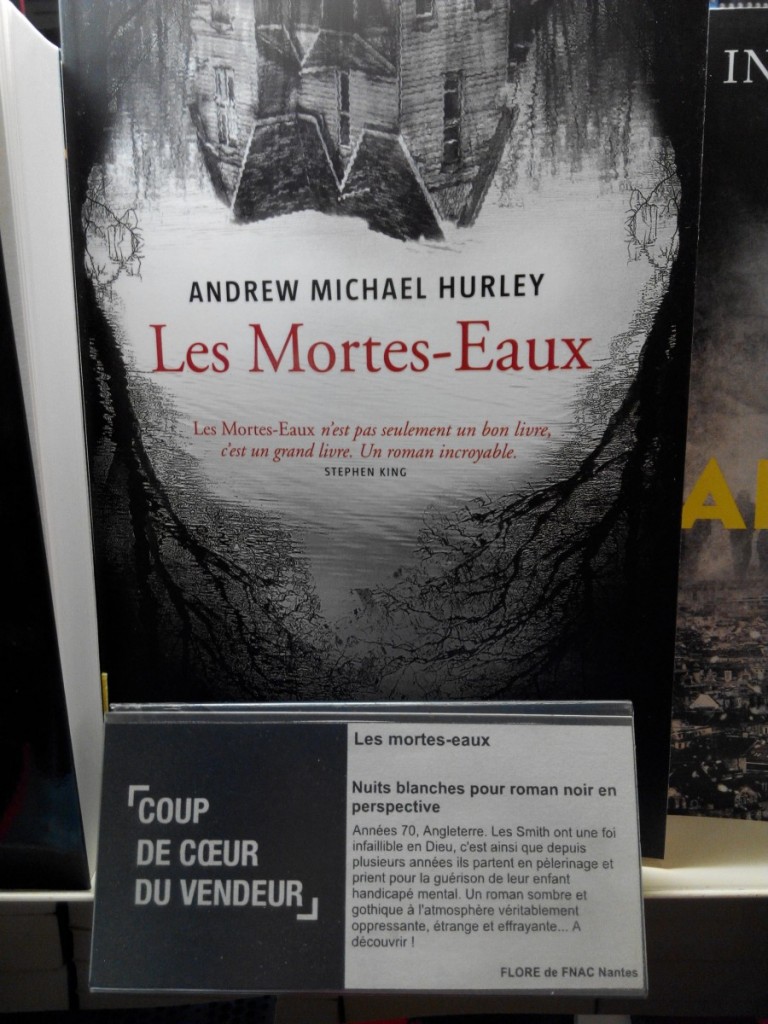 ANDREW MICHAEL HURLEY
Les Mortes-Eaux
Les Mortes-Eaux n'est pas seulement un bon livre,
c'est un grand livre. Un roman incroyable.
STEPHEN KING
IN
A
COUP
DE CŒUR
DU VENDEUR
Les mortes-eaux
Nuits blanches pour roman noir en
perspective
Années 70, Angleterre. Les Smith ont une foi
infaillible en Dieu, c'est ainsi que depuis
plusieurs années ils partent en pèlerinage et
prient pour la guérison de leur enfant
handicapé mental. Un roman sombre et
gothique à l'atmosphère véritablement
oppressante, étrange et effrayante... A
découvrir !
FLORE de FNAC Nantes